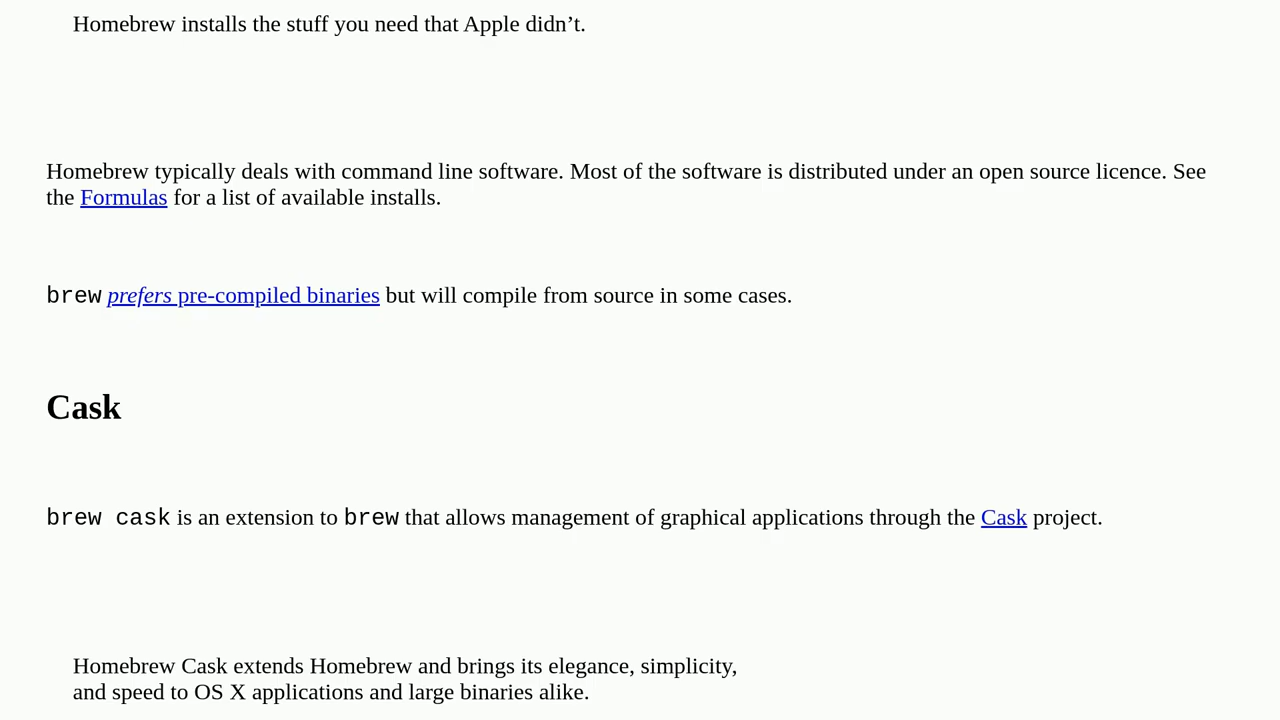 Homebrew installs the stuff you need that Apple didn’t.
Homebrew typically deals with command line software. Most of the software is distributed under an open source licence. See
the Formulas for a list of available installs.
brew prefers pre-compiled binaries but will compile from source in some cases.
Cask
brew cask is an extension to brew that allows management of graphical applications through the Cask project.
Homebrew Cask extends Homebrew and brings its elegance, simplicity,
and speed to OS X applications and large binaries alike.